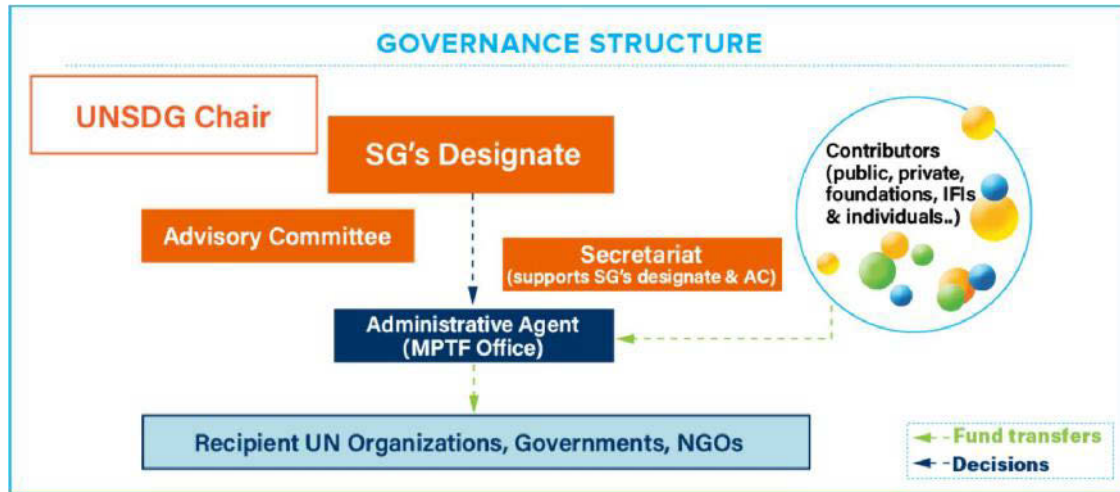 GOVERNANCE STRUCTURE
UNSDG Chair
SG's Designate
Advisory Committee
Secretariat
(supports SG's designate & AC)
Contributors
(public, private,
foundations, IFIs
& individuals..)
Administrative Agent
(MPTF Office)
Recipient UN Organizations, Governments, NGOs
Fund transfers
Decisions